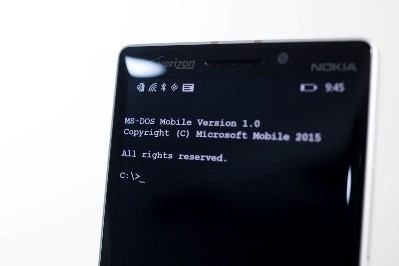 verizon
NOKIA
9:45
MS-DOS Mobile Version 1.0
Copyright (C) Microsoft Mobile 2015
All rights reserved.
C:\>_